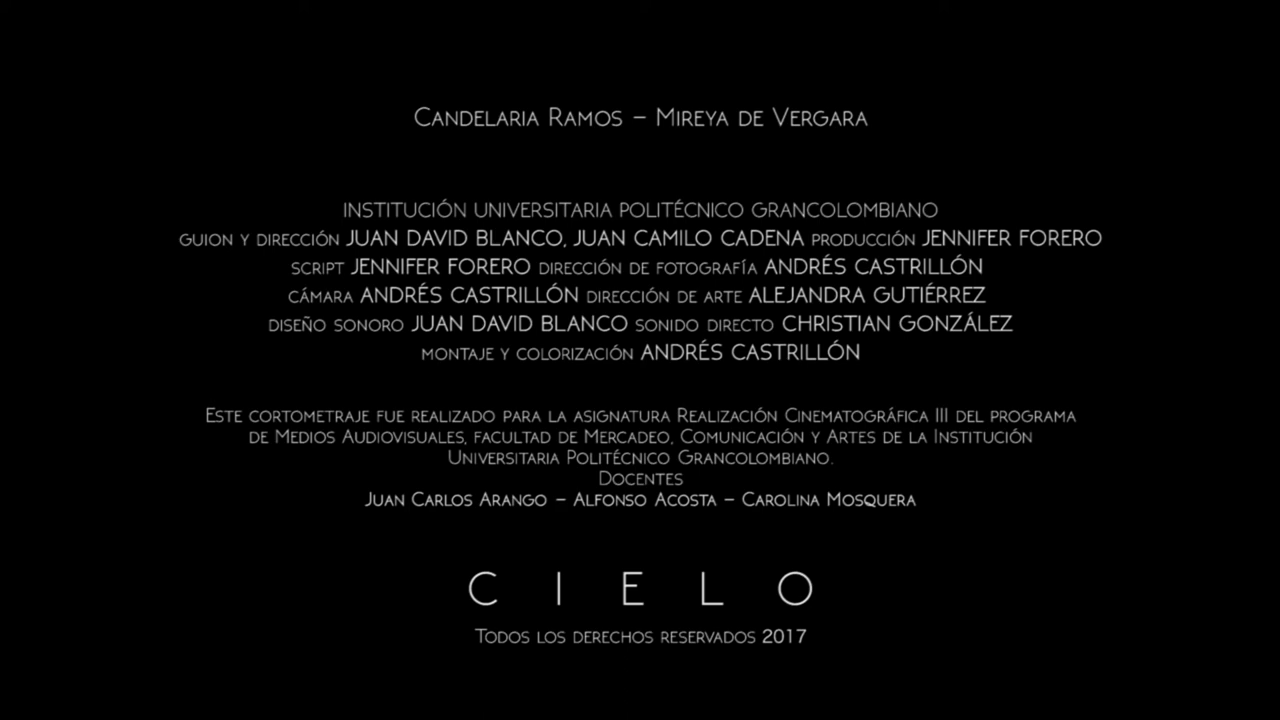 Candelaria Ramos – Mireya de Vergara
INSTITUCIÓN UNIVERSITARIA POLITÉCNICO GRANCOLOMBIANO
GUION Y DIRECCIÓN JUAN DAVID BLANCO, JUAN CAMILO CADENA PRODUCCIÓN JENNIFER FORERO
SCRIPT JENNIFER FORERO DIRECCIÓN DE FOTOGRAFÍA ANDRÉS CASTRILLÓN
CÁMARA ANDRÉS CASTRILLÓN DIRECCIÓN DE ARTE ALEJANDRA GUTIÉRREZ
DISEÑO SONORO JUAN DAVID BLANCO SONIDO DIRECTO CHRISTIAN GONZÁLEZ
MONTAJE Y COLORIZACIÓN ANDRÉS CASTRILLÓN
Este cortometraje fue realizado para la asignatura Realización Cinematográfica III del programa
de Medios Audiovisuales, facultad de Mercadeo, Comunicación y Artes de la Institución
Universitaria Politécnico Grancolombiano.
Docentes
Juan Carlos Arango – Alfonso Acosta – Carolina Mosquera
C I E L O
Todos los derechos reservados 2017